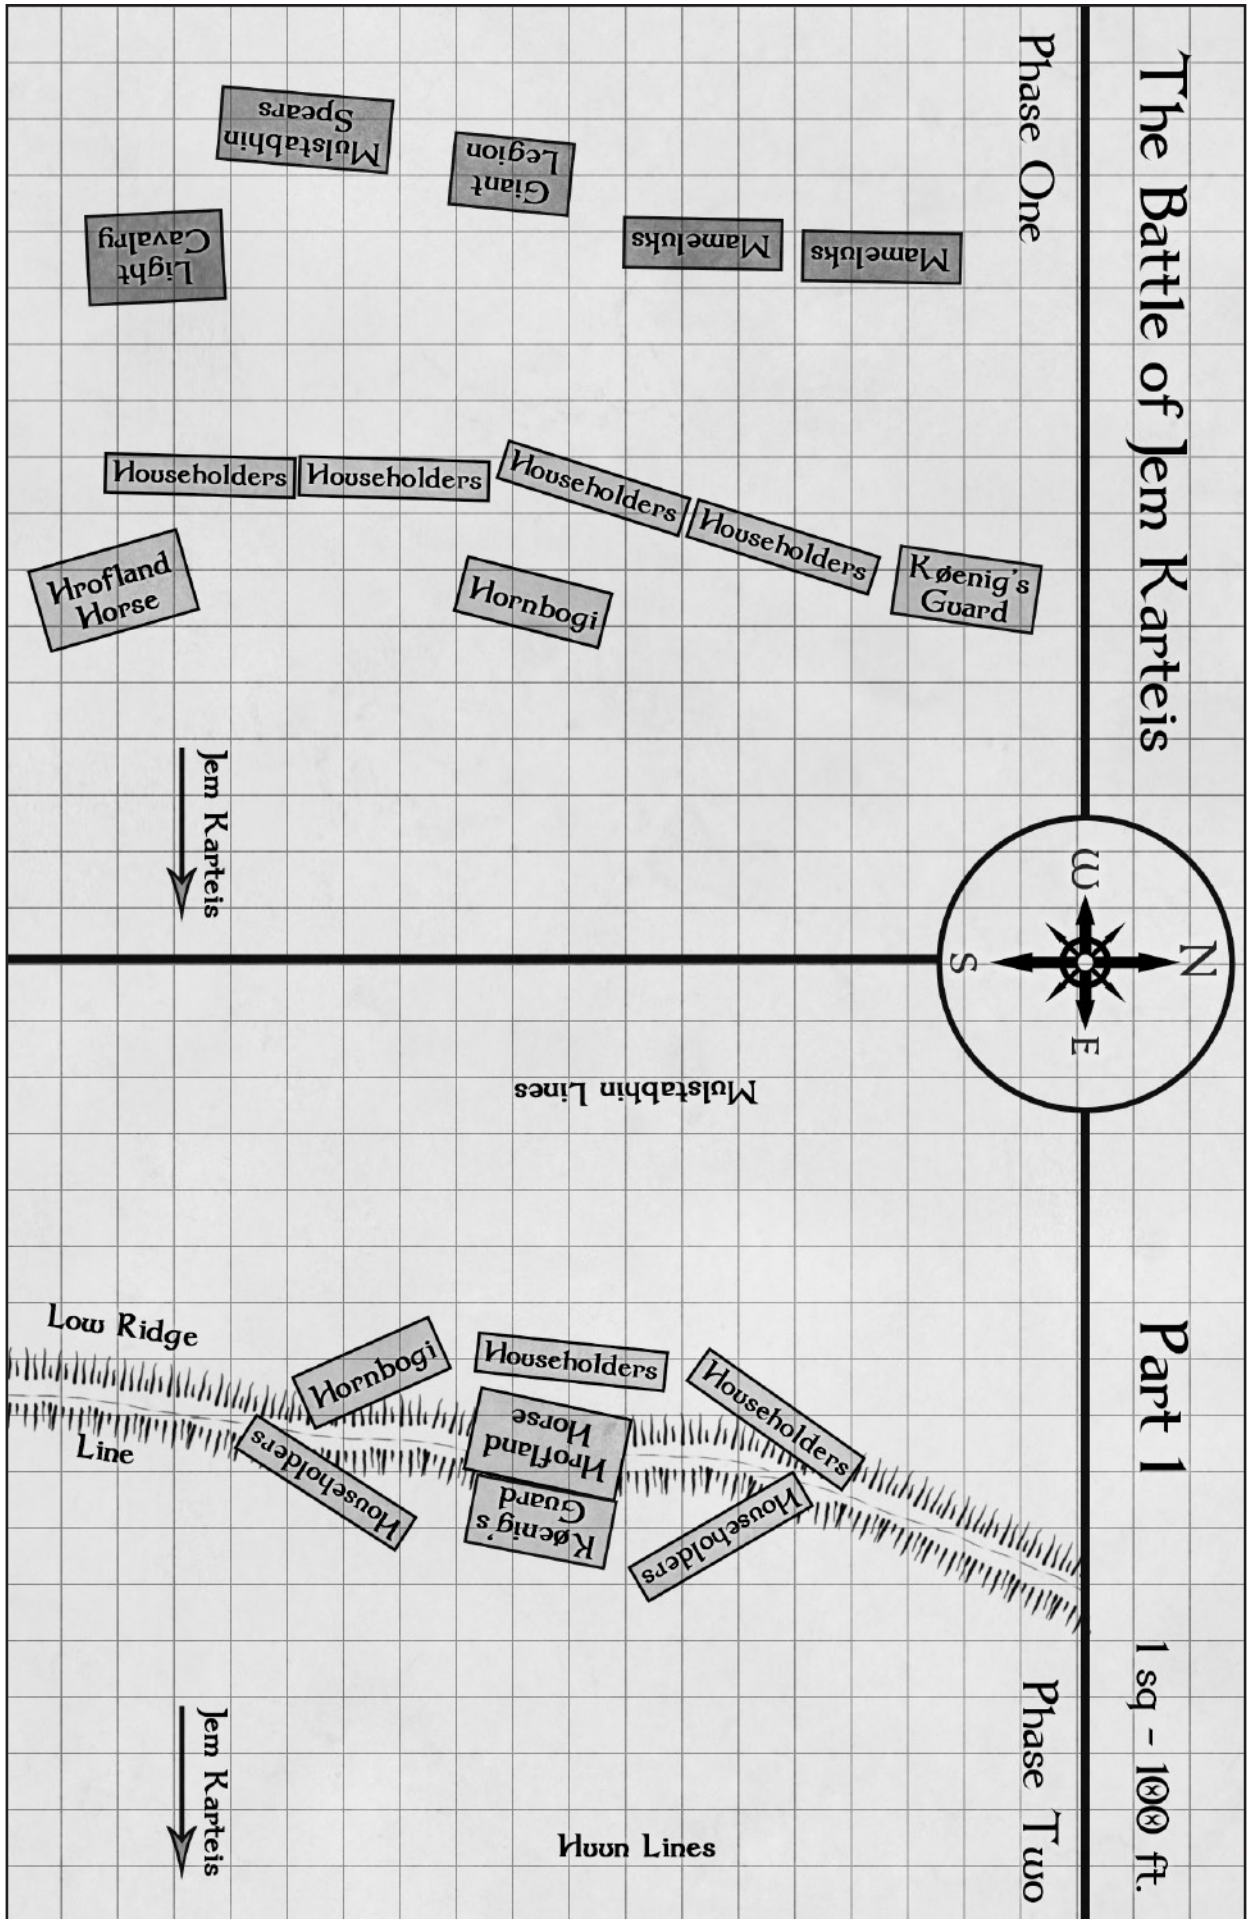 The Battle of Jem Karteis
Part 1
1 sq - 100 ft.
Phase One
Mulstabhin
Spears
Giant
Legion
Light
Cavalry
Mameluks
Mameluks
Householders
Householders
Householders
Householders
Køenig's
Guard
Hrofland
Horse
Hornbogi
Jem Karteis
N
W
E
S
Phase Two
Mulstabhin Lines
Low Ridge
Line
Hornbogi
Householders
Householders
Hrofland
Horse
Køenig's
Guard
Householders
Householders
Jem Karteis
Huun Lines